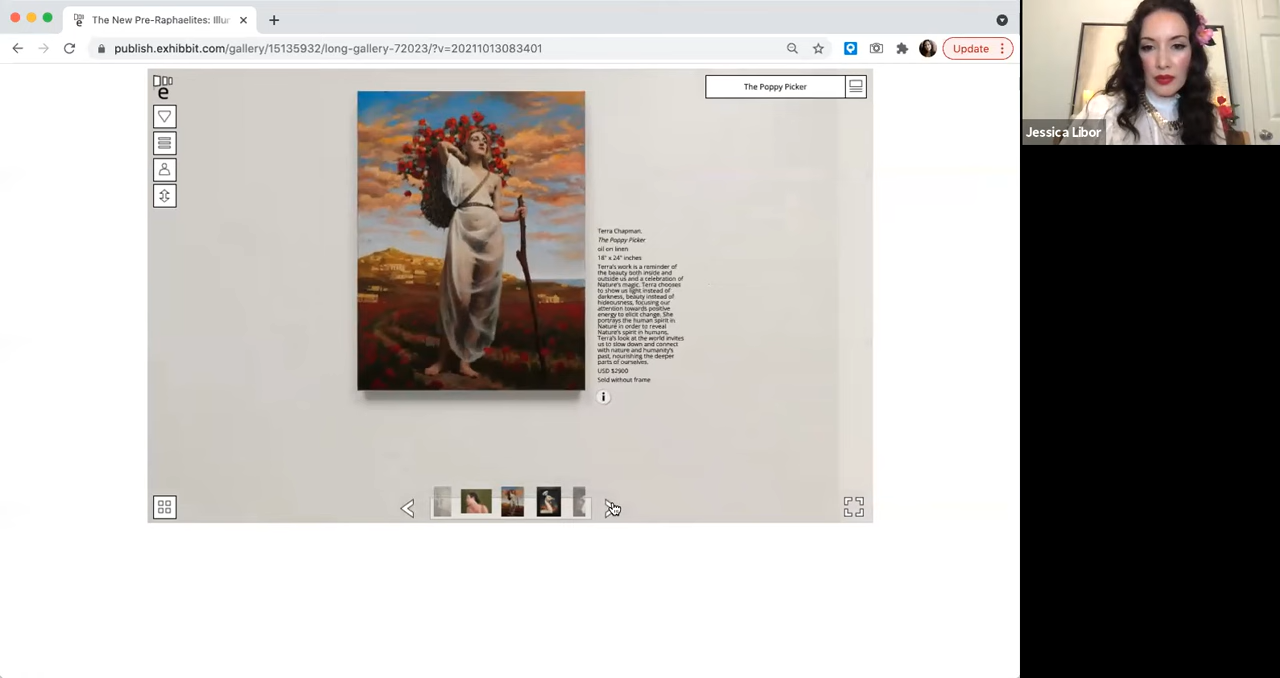 The New Pre-Raphaelites: Illu
publish.exhibbit.com/gallery/15135932/long-gallery-72023/?v=20211013083401
Update
e
The Poppy Picker
Terra Chapman.
The Poppy Picker
oil on linen
18" x 24" inches
Terra's work is a reminder of
the beauty both inside and
outside us and a celebration of
Nature's magic. Terra chooses
to show us light instead of
darkness, beauty instead of
hideousness, focusing our
attention towards positive
energy to elicit change. She
portrays the human spirit in
Nature in order to reveal
Nature's spirit in humans,
Terra's look at the world invites
us to slow down and connect
with nature and humanity's
past, nourishing the deeper
parts of ourselves.
USD $2900
Sold without frame
i
Jessica Libor